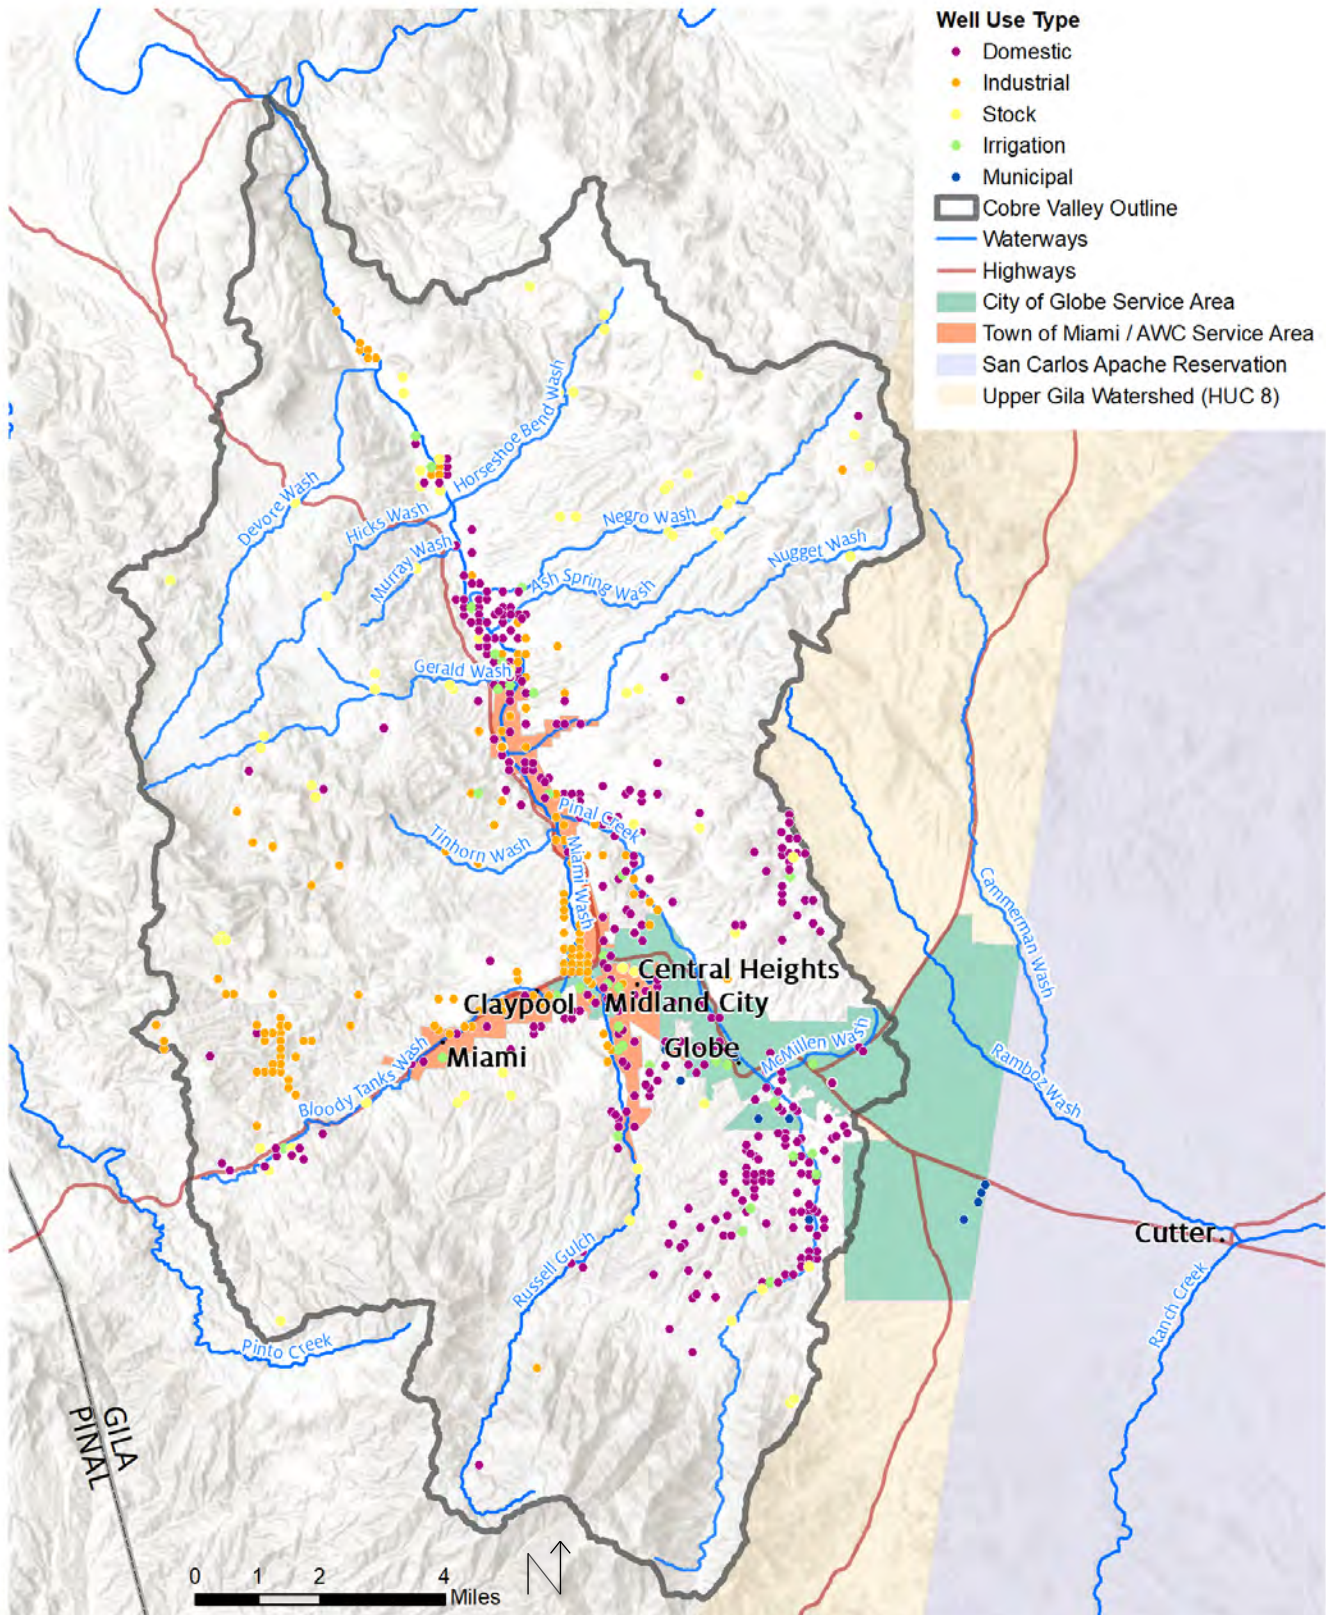 Well Use Type
Domestic
Industrial
Stock
Irrigation
Municipal
Cobre Valley Outline
Waterways
Highways
City of Globe Service Area
Town of Miami / AWC Service Area
San Carlos Apache Reservation
Upper Gila Watershed (HUC 8)
Horseshoe Bend Wash
Devore Wash
Hicks Wash
Negro Wash
Murray Wash
Nugget Wash
Ash Spring Wash
Gerald Wash
Pinal Creek
Tinhorn Wash
Miami Wash
Cammerman Wash
Central Heights
Claypool
Midland City
Miami
Globe
McMillen Wash
Ramboz Wash
Bloody Tanks Wash
Cutter
Russell Gulch
Ranch Creek
Pinto Creek
GILA
PINAL
0 1 2 4
Miles
N